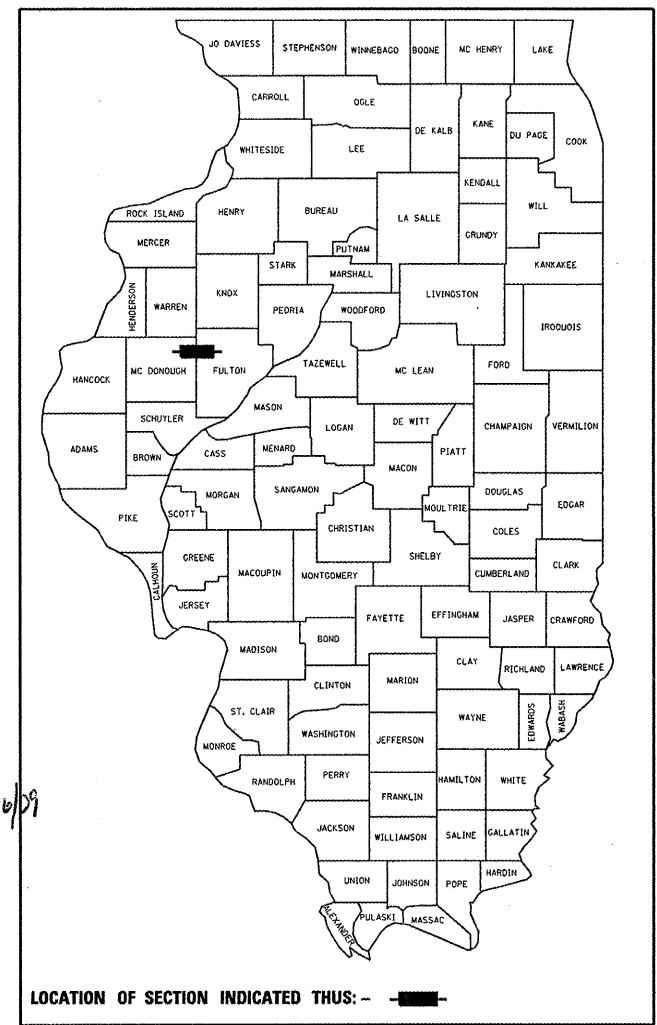 JO DAVIESS STEPHENSON WINNEBAGO BOONE MC HENRY LAKE
CARROLL OGLE DE KALB KANE DU PAGE COOK
WHITESIDE LEE
KENDALL
ROCK ISLAND HENRY BUREAU LA SALLE WILL
GRUNDY
MERCER PUTNAM
STARK MARSHALL KANKAKEE
HENDERSON WARREN KNOX PEORIA WOODFORD LIVINGSTON IROQUOIS
HANCOCK MC DONOUGH FULTON TAZEWELL MC LEAN FORD
MASON
SCHUYLER LOGAN DE WITT CHAMPAIGN VERMILION
ADAMS BROWN CASS MENARD MACON PIATT
PIKE SCOTT MORGAN SANGAMON CHRISTIAN MOULTRIE DOUGLAS EDGAR
COLES
CALHOUN GREENE MACOUPIN MONTGOMERY SHELBY CUMBERLAND CLARK
JERSEY
FAYETTE EFFINGHAM JASPER CRAWFORD
MADISON BOND
CLAY RICHLAND LAWRENCE
CLINTON MARION
ST. CLAIR WASHINGTON WAYNE EDWARDS WABASH
MONROE JEFFERSON
RANDOLPH PERRY HAMILTON WHITE
FRANKLIN
JACKSON WILLIAMSON SALINE GALLATIN
UNION JOHNSON POPE HARDIN
ALEXANDER PULASKI MASSAC
6/09
LOCATION OF SECTION INDICATED THUS: -